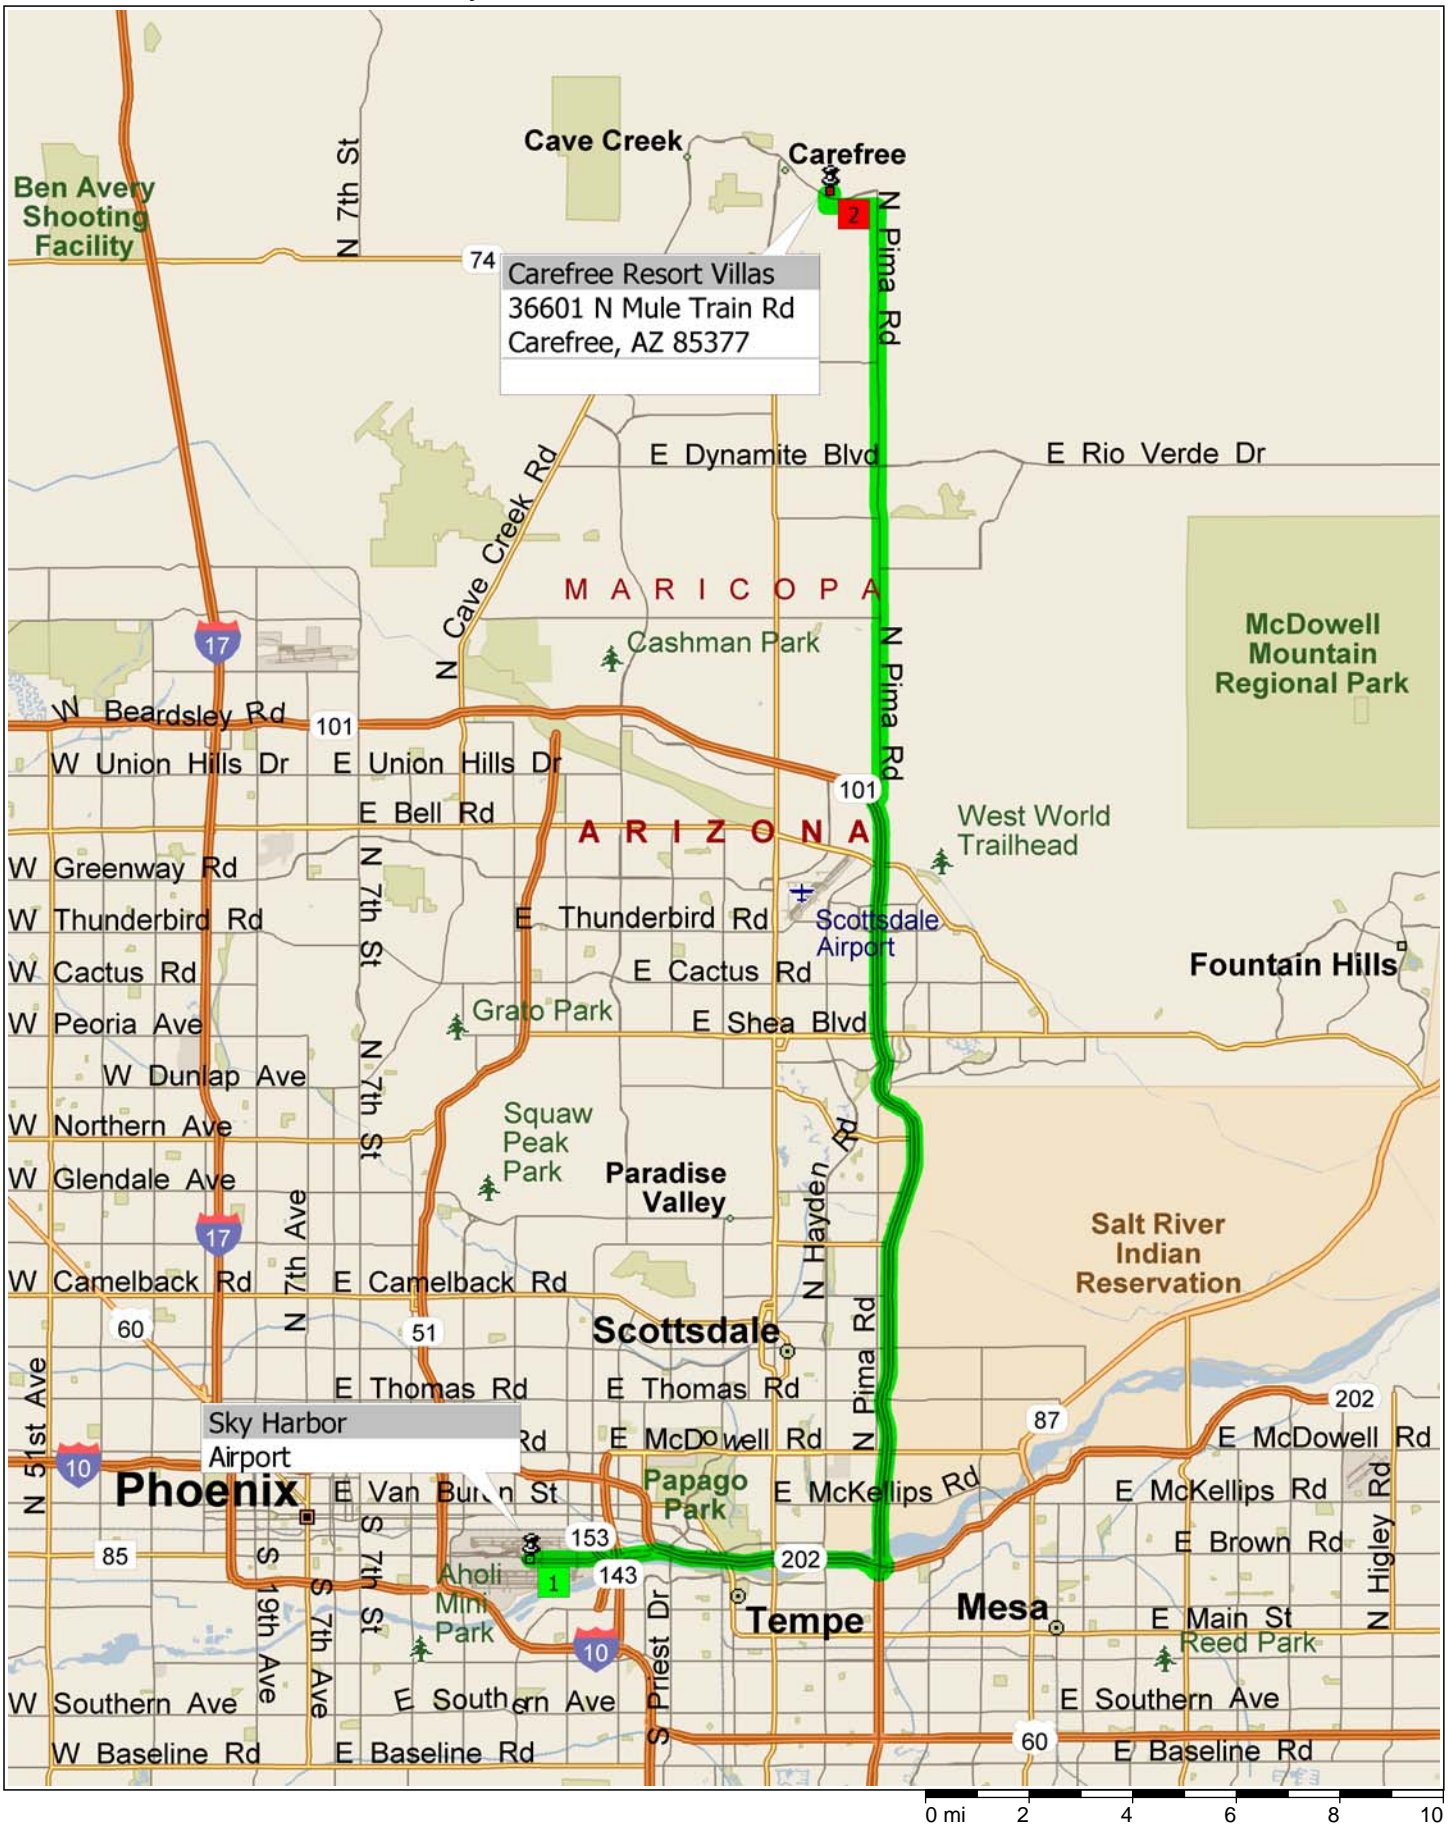 Cave Creek
Carefree
Ben Avery
Shooting
Facility
N 7th St
2
N Pima Rd
74
Carefree Resort Villas
36601 N Mule Train Rd
Carefree, AZ 85377
E Dynamite Blvd
E Rio Verde Dr
N Cave Creek Rd
MARICOPA
17
Cashman Park
N Pima Rd
McDowell
Mountain
Regional Park
W Beardsley Rd
101
W Union Hills Dr
E Union Hills Dr
101
E Bell Rd
ARIZONA
West World
Trailhead
W Greenway Rd
N 7th St
W Thunderbird Rd
E Thunderbird Rd
Scottsdale
Airport
W Cactus Rd
E Cactus Rd
Fountain Hills
Grato Park
W Peoria Ave
E Shea Blvd
N 7th St
W Dunlap Ave
Squaw
Peak
Park
W Northern Ave
N Hayden Rd
W Glendale Ave
Paradise
Valley
N 7th Ave
17
Salt River
Indian
Reservation
W Camelback Rd
E Camelback Rd
60
51
Scottsdale
N Pima Rd
N 51st Ave
E Thomas Rd
E Thomas Rd
202
87
Sky Harbor
Airport
Rd
E McDowell Rd
E McDowell Rd
10
Phoenix
E Van Buren St
Papago
Park
E McKellips Rd
E McKellips Rd
N Higley Rd
153
E Brown Rd
85
202
143
1
S 19th Ave
S 7th Ave
S 7th St
Aholi
Mini
Park
S Priest Dr
Tempe
Mesa
E Main St
Reed Park
10
W Southern Ave
E Southern Ave
E Southern Ave
60
W Baseline Rd
E Baseline Rd
E Baseline Rd
0 mi 2 4 6 8 10